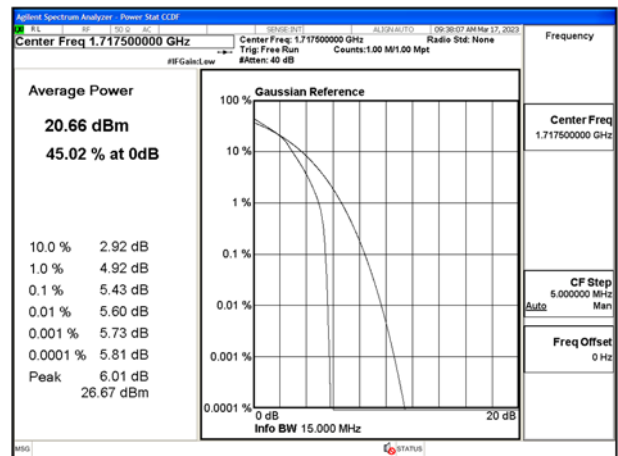 Agilent Spectrum Analyzer - Power Stat CCDF
RL RF 50 Ω AC SENSE:INT ALIGNAUTO 09:38:07 AM Mar 17, 2023
Center Freq 1.717500000 GHz
Center Freq: 1.717500000 GHz Radio Std: None
Trig: Free Run Counts:1.00 M/1.00 Mpt
#IFGain:Low #Atten: 40 dB
Frequency
Average Power
20.66 dBm
45.02 % at 0dB
10.0 % 2.92 dB
1.0 % 4.92 dB
0.1 % 5.43 dB
0.01 % 5.60 dB
0.001 % 5.73 dB
0.0001 % 5.81 dB
Peak 6.01 dB
26.67 dBm
Gaussian Reference
100 %
10 %
1 %
0.1 %
0.01 %
0.001 %
0.0001 %
0 dB 20 dB
Info BW 15.000 MHz
Center Freq
1.717500000 GHz
CF Step
5.000000 MHz
Auto Man
Freq Offset
0 Hz
MSG STATUS